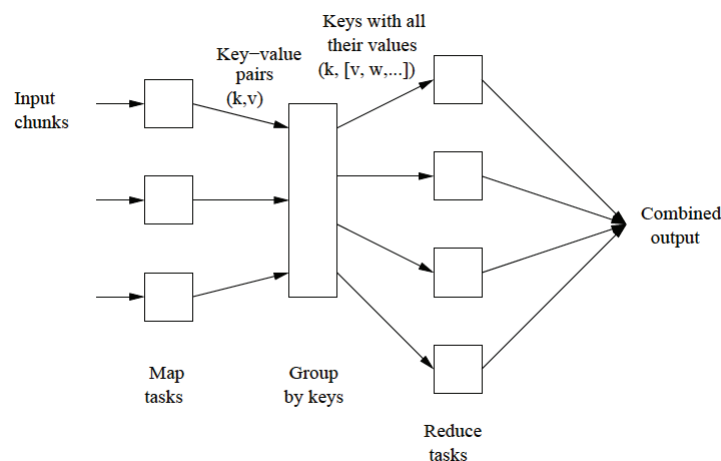 Input
chunks
Key−value
pairs
(k,v)
Keys with all
their values
(k, [v, w,...])
Combined
output
Map
tasks
Group
by keys
Reduce
tasks